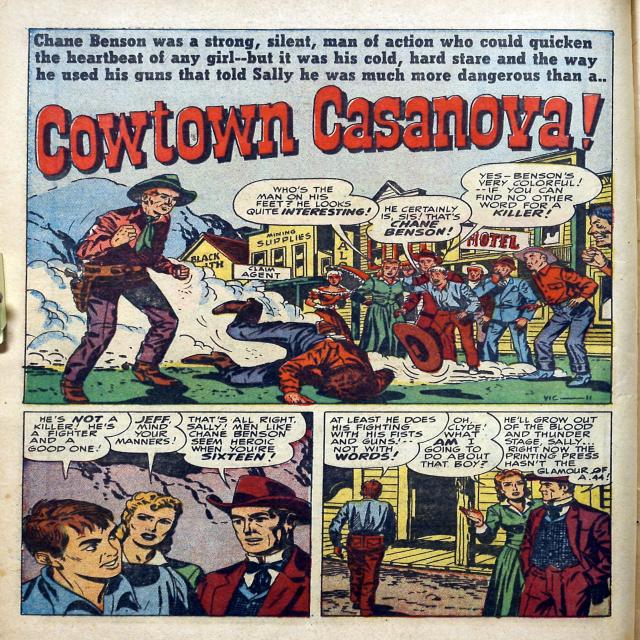 Chane Benson was a strong, silent, man of action who could quicken
the heartbeat of any girl--but it was his cold, hard stare and the way
he used his guns that told Sally he was much more dangerous than a..
Cowtown Casanova!
WHO'S THE
MAN ON HIS
FEET? HE LOOKS
QUITE INTERESTING!
HE CERTAINLY
IS, SIS! THAT'S
CHANE
BENSON!
YES-- BENSON'S
VERY COLORFUL!
--IF YOU CAN
FIND NO OTHER
WORD FOR A
KILLER!
BLACK
ITH
MINING
SUPPLIES
CLAIM
AGENT
AL
HOTEL
VIC
HE'S NOT A
KILLER! HE'S
A FIGHTER
AND A
GOOD ONE!
JEFF,
MIND
YOUR
MANNERS!
THAT'S ALL RIGHT,
SALLY! MEN LIKE
CHANE BENSON
SEEM HEROIC
WHEN YOU'RE
SIXTEEN!
AT LEAST HE DOES
HIS FIGHTING
WITH HIS FISTS
AND GUNS!--
NOT WITH
WORDS!
OH,
CLYDE!
WHAT
AM I
GOING TO
DO ABOUT
THAT BOY?
HE'LL GROW OUT
OF THE BLOOD
AND THUNDER
STAGE, SALLY...
RIGHT NOW THE
PRINTING PRESS
HASN'T THE
GLAMOUR OF
A .44!